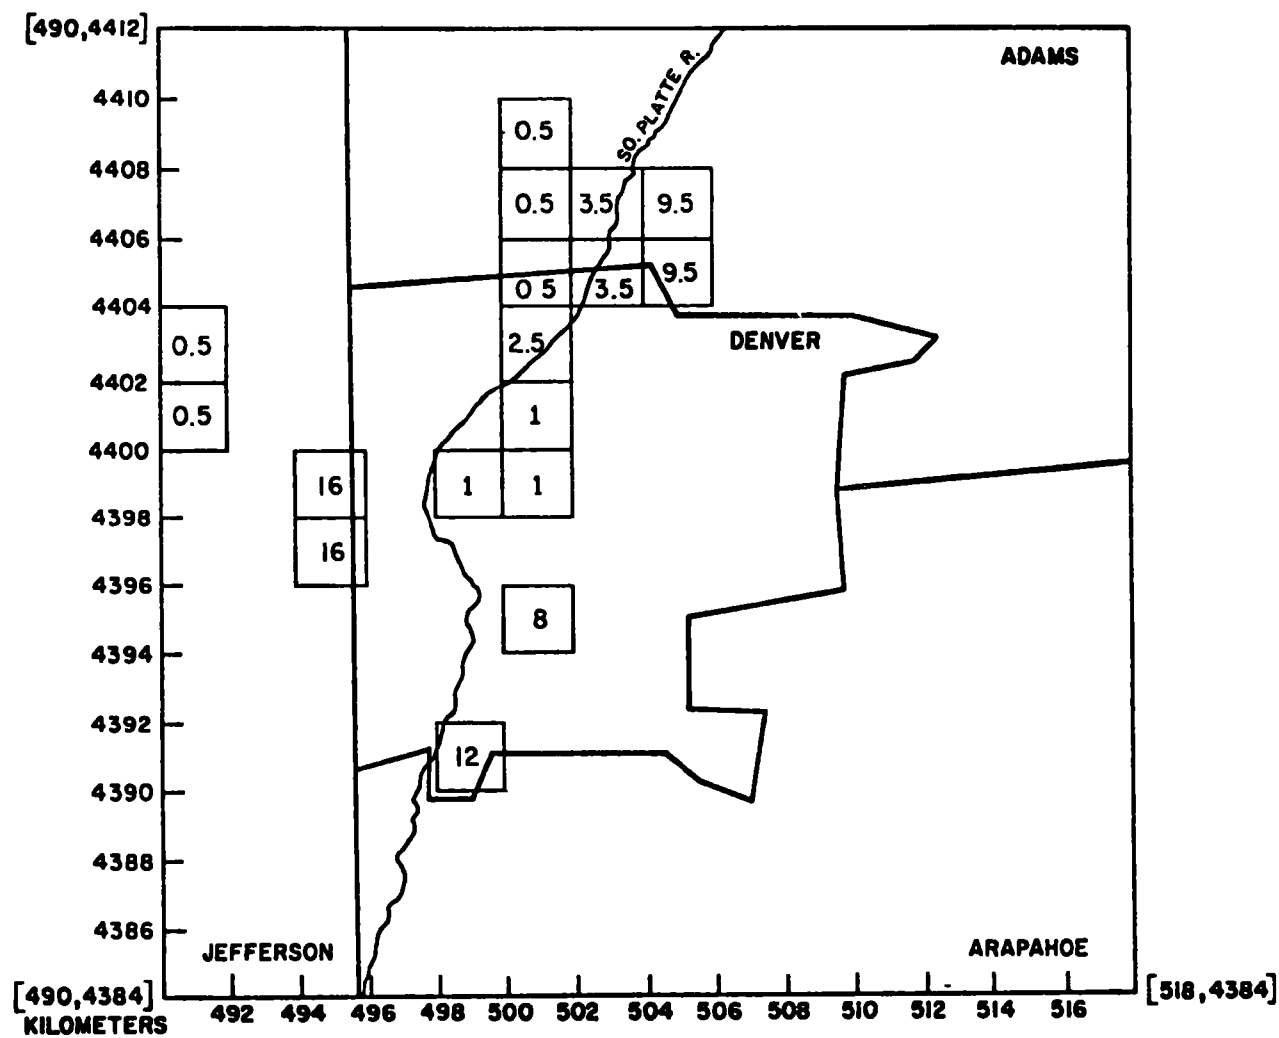 [490,4412]
ADAMS
SO. PLATTE R.
4410
0.5
4408
0.5 3.5 9.5
4406
9.5
0 5 3.5
4404
0.5 2.5 DENVER
4402
0.5 1
4400
16 1 1
4398
16
4396
8
4394
4392
12
4390
4388
4386
JEFFERSON ARAPAHOE
[490,4384] [518,4384]
KILOMETERS 492 494 496 498 500 502 504 506 508 510 512 514 516